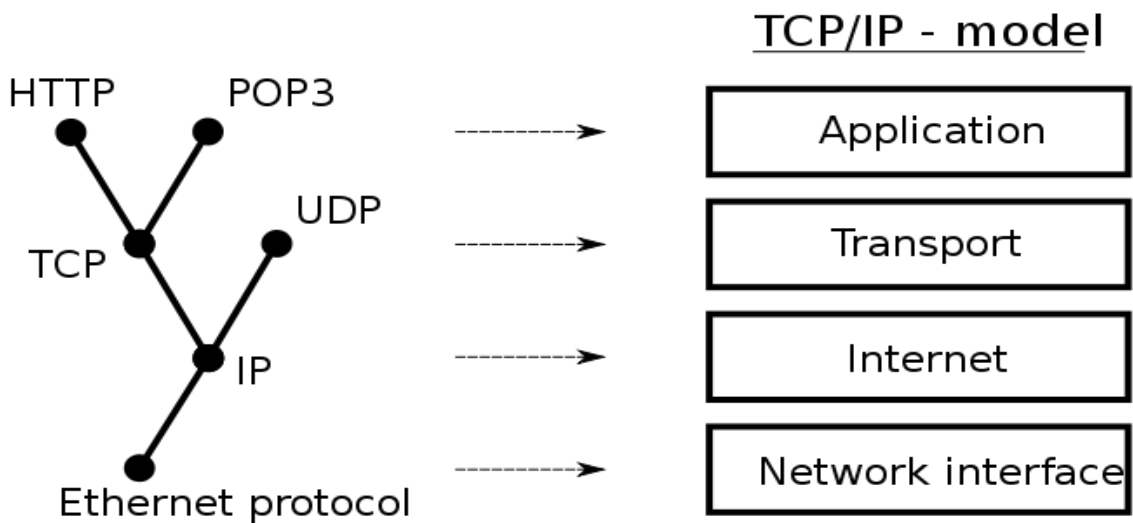 TCP/IP - model
HTTP
POP3
Application
UDP
TCP
Transport
IP
Internet
Ethernet protocol
Network interface